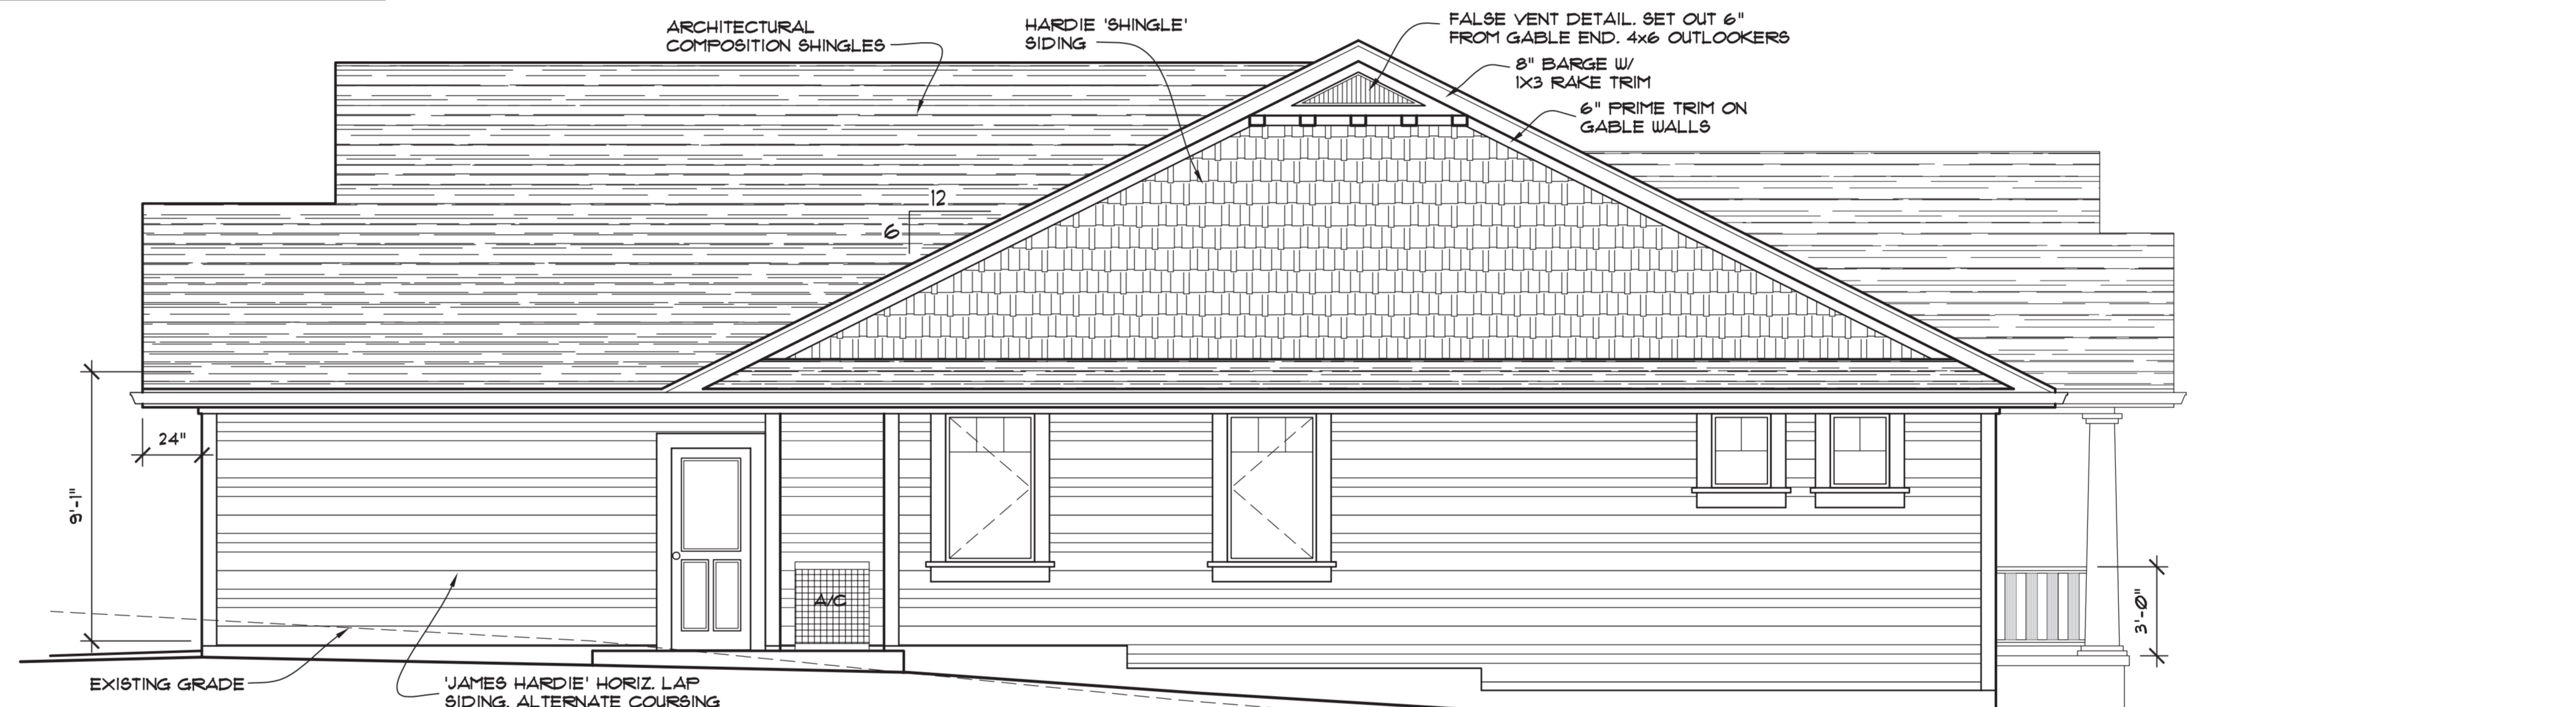 ARCHITECTURAL
COMPOSITION SHINGLES
HARDIE 'SHINGLE'
SIDING
FALSE VENT DETAIL. SET OUT 6"
FROM GABLE END. 4x6 OUTLOOKERS
8" BARGE W/
1X3 RAKE TRIM
6" PRIME TRIM ON
GABLE WALLS
12
6
24"
9'-1"
A/C
3'-0"
EXISTING GRADE
'JAMES HARDIE' HORIZ. LAP
SIDING. ALTERNATE COURSING